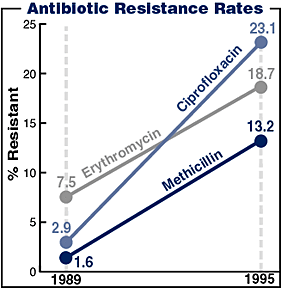 Antibiotic Resistance Rates
25
20
15
10
5
0
% Resistant
23.1
18.7
13.2
7.5
2.9
1.6
Ciprofloxacin
Erythromycin
Methicillin
1989
1995